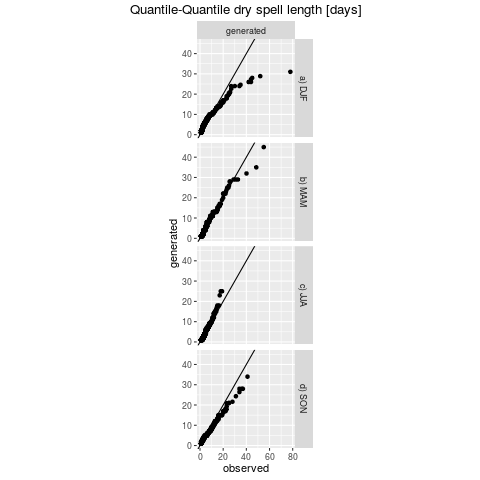 Quantile-Quantile dry spell length [days]
generated
40
30
20
10
0
a) DJF
40
30
20
10
0
b) MAM
generated
40
30
20
10
0
c) JJA
40
30
20
10
0
d) SON
0 20 40 60 80
observed